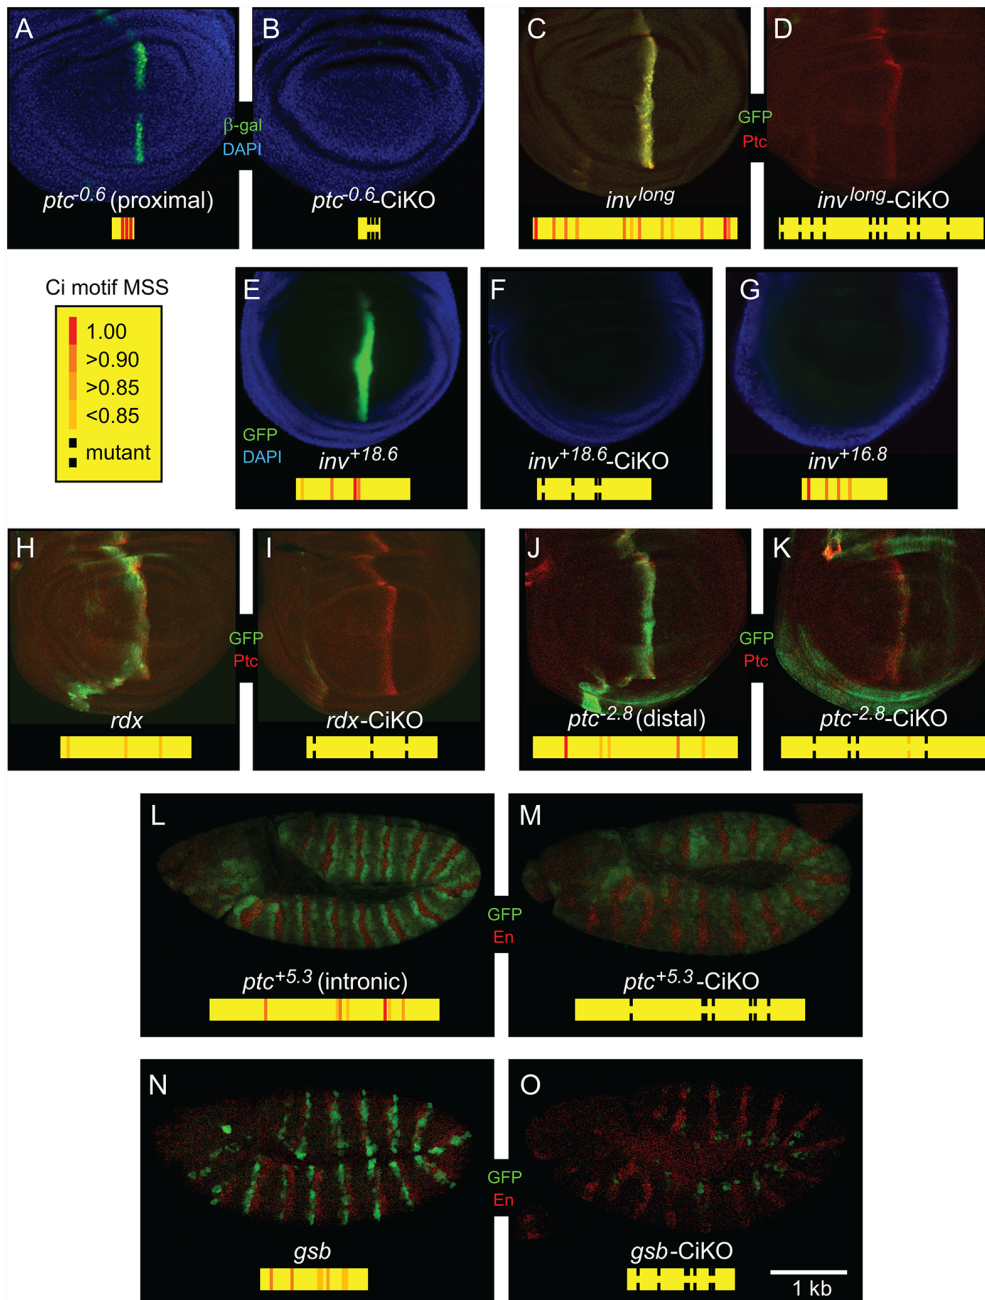 A
B
C
D
β-gal
DAPI
GFP
Ptc
ptc-0.6 (proximal)
ptc-0.6-CiKO
invlong
invlong-CiKO
Ci motif MSS
1.00
>0.90
>0.85
<0.85
mutant
E
F
G
GFP
DAPI
inv+18.6
inv+18.6-CiKO
inv+16.8
H
I
J
K
GFP
Ptc
GFP
Ptc
rdx
rdx-CiKO
ptc-2.8 (distal)
ptc-2.8-CiKO
L
M
GFP
En
ptc+5.3 (intronic)
ptc+5.3-CiKO
N
O
GFP
En
gsb
gsb-CiKO
1 kb